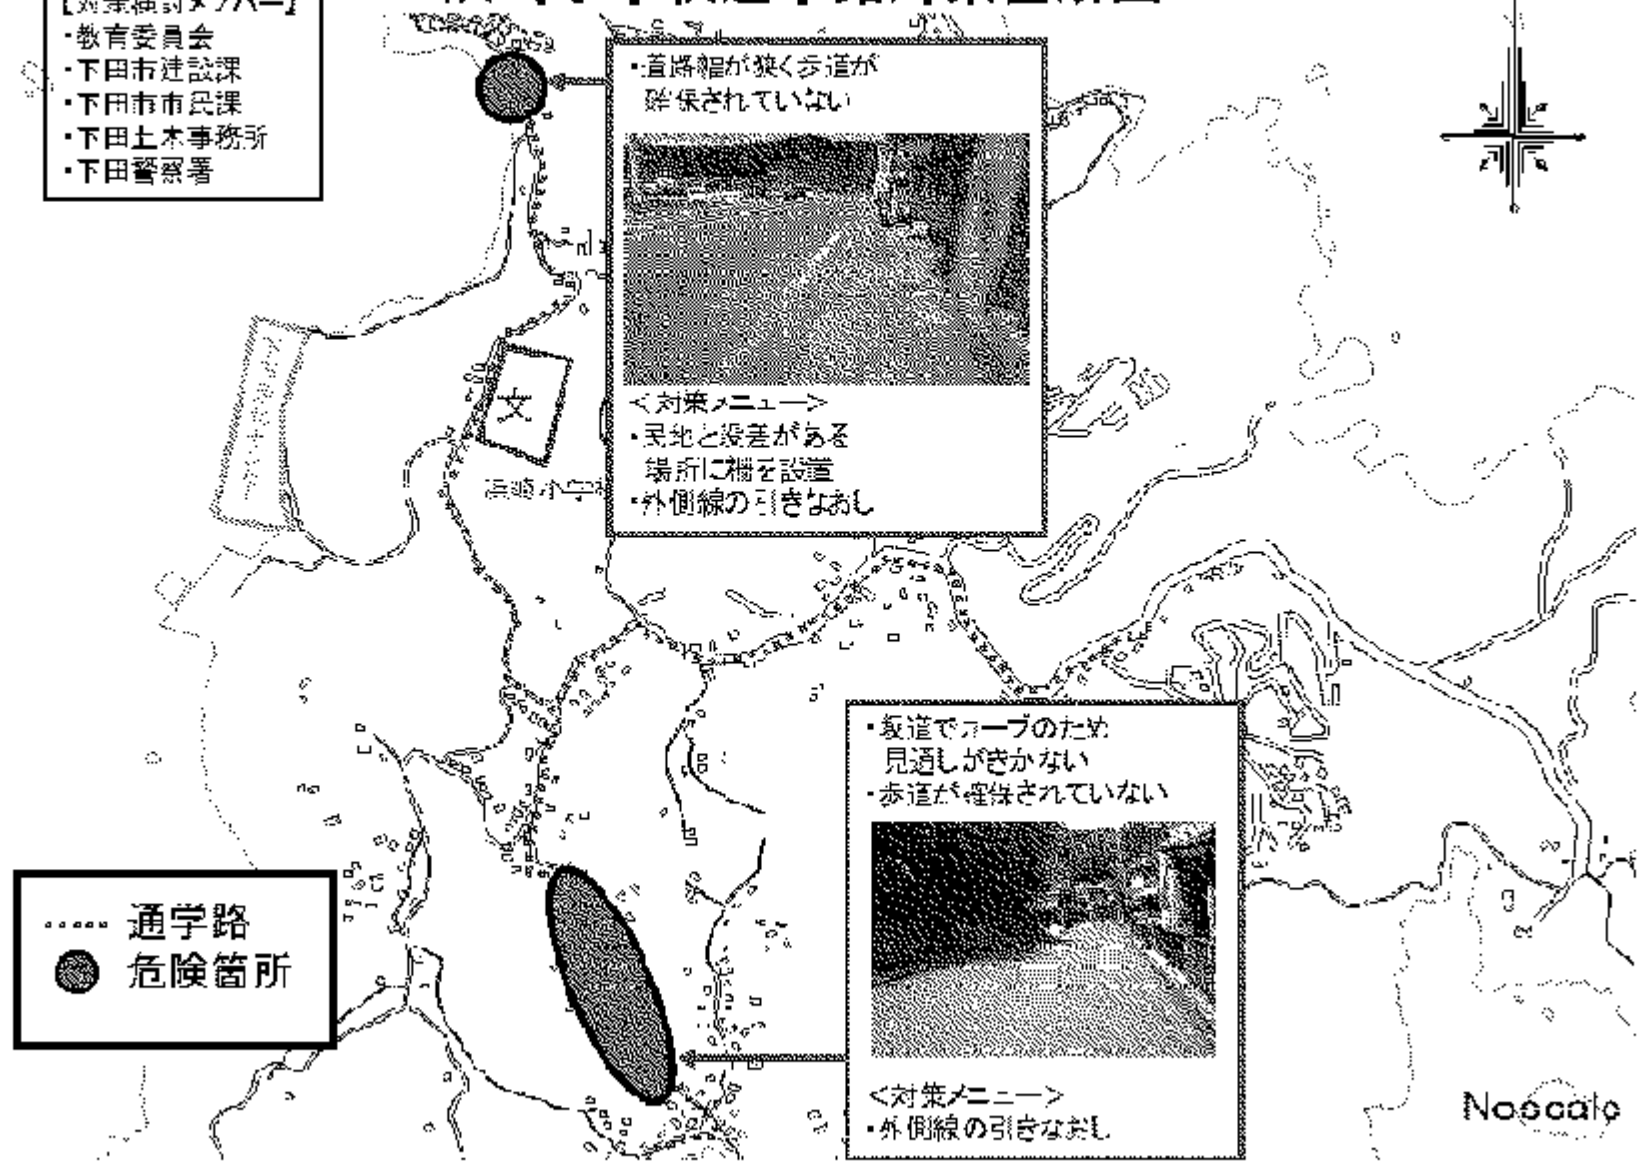 【対策検討メンバー】
・教育委員会
・下田市建設課
・下田市市民課
・下田土木事務所
・下田警察署
・道路幅が狭く歩道が
確保されていない
<対策メニュー>
・民地と段差がある
場所に柵を設置
・外側線の引きなおし
文
浜崎小学校
・坂道でカーブのため
見通しがきかない
・歩道が確保されていない
<対策メニュー>
・外側線の引きなおし
通学路
危険箇所
No scale